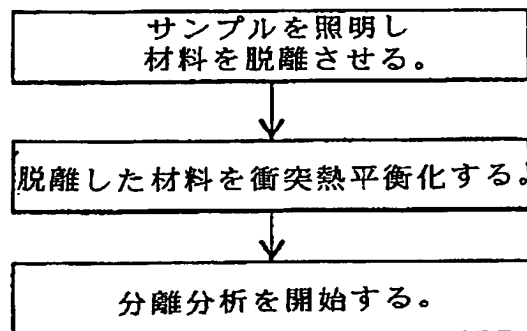 サンプルを照明し
材料を脱離させる。
脱離した材料を衝突熱平衡化する。
分離分析を開始する。